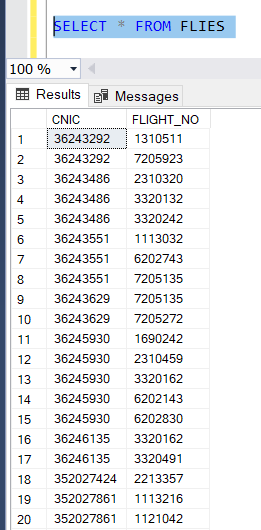 SELECT * FROM FLIES
100 %
Results Messages
CNIC FLIGHT_NO
1 36243292 1310511
2 36243292 7205923
3 36243486 2310320
4 36243486 3320132
5 36243486 3320242
6 36243551 1113032
7 36243551 6202743
8 36243551 7205135
9 36243629 7205135
10 36243629 7205272
11 36245930 1690242
12 36245930 2310459
13 36245930 3320162
14 36245930 6202143
15 36245930 6202830
16 36246135 3320162
17 36246135 3320491
18 352027424 2213357
19 352027861 1113216
20 352027861 1121042